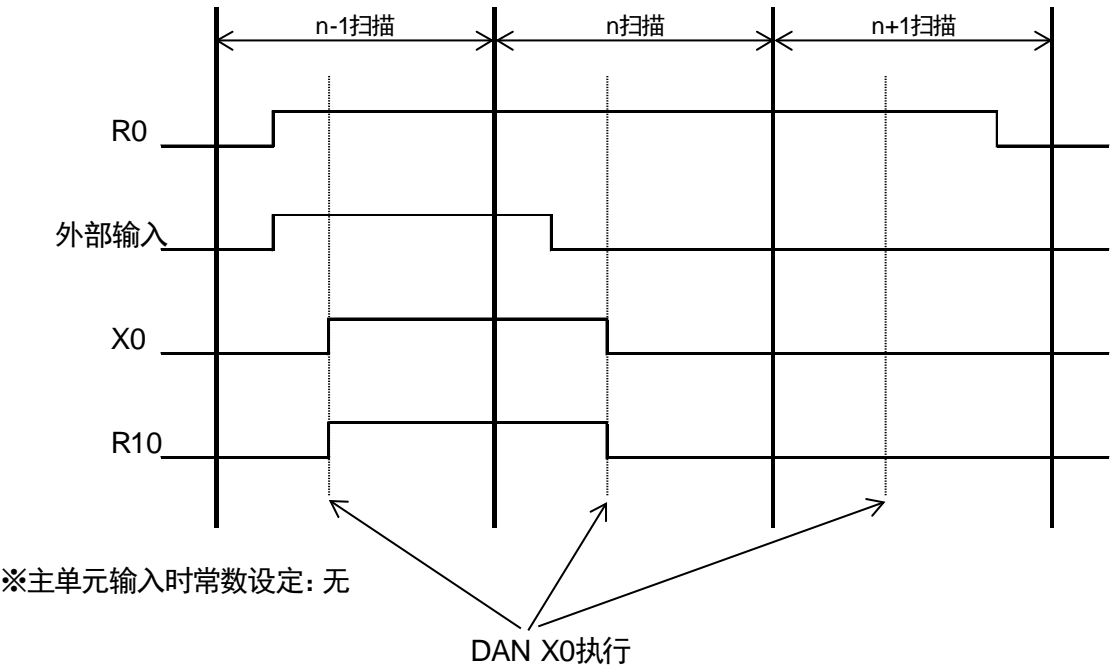 n-1扫描 n扫描 n+1扫描
R0
外部输入
X0
R10
※主单元输入时常数设定：无
DAN X0执行